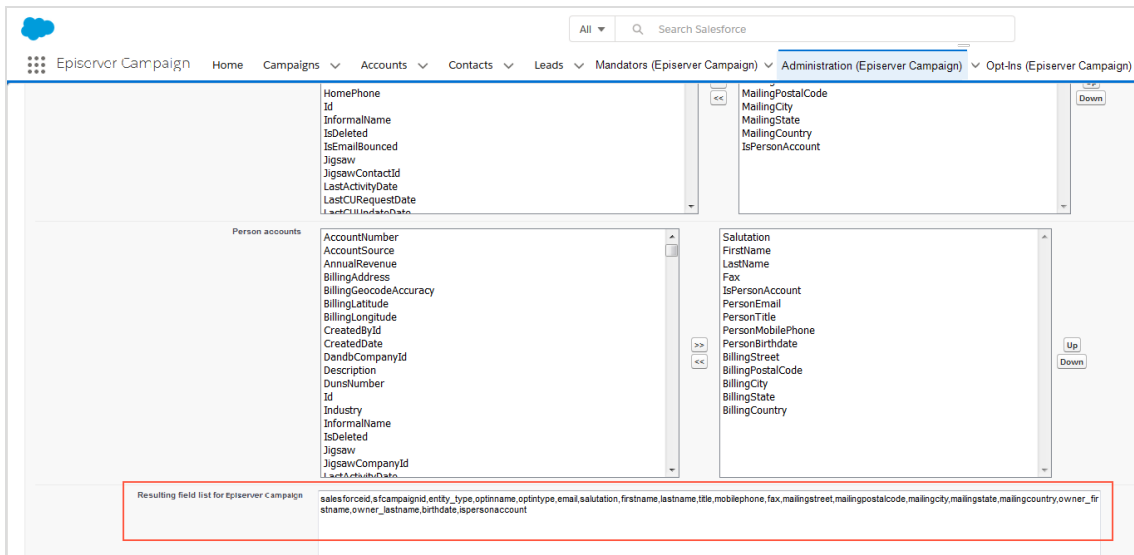 All
Search Salesforce
Episerver Campaign Home Campaigns Accounts Contacts Leads Mandators (Episerver Campaign) Administration (Episerver Campaign) Opt-Ins (Episerver Campaign)
HomePhone
Id
InformalName
IsDeleted
IsEmailBounced
Jigsaw
JigsawContactId
LastActivityDate
LastCURequestDate
LastCUUpdateDate
<<
MailingPostalCode
MailingCity
MailingState
MailingCountry
IsPersonAccount
Up
Down
Person accounts
AccountNumber
AccountSource
AnnualRevenue
BillingAddress
BillingGeocodeAccuracy
BillingLatitude
BillingLongitude
CreatedById
CreatedDate
DandbCompanyId
Description
DunsNumber
Id
Industry
InformalName
IsDeleted
Jigsaw
JigsawCompanyId
LastActivityDate
>>
<<
Salutation
FirstName
LastName
Fax
IsPersonAccount
PersonEmail
PersonTitle
PersonMobilePhone
PersonBirthdate
BillingStreet
BillingPostalCode
BillingCity
BillingState
BillingCountry
Up
Down
Resulting field list for Episerver Campaign
salesforceid,sfcampaignid,entity_type,optinname,optintype,email,salutation,firstname,lastname,title,mobilephone,fax,mailingstreet,mailingpostalcode,mailingcity,mailingstate,mailingcountry,owner_fir
stname,owner_lastname,birthdate,ispersonaccount